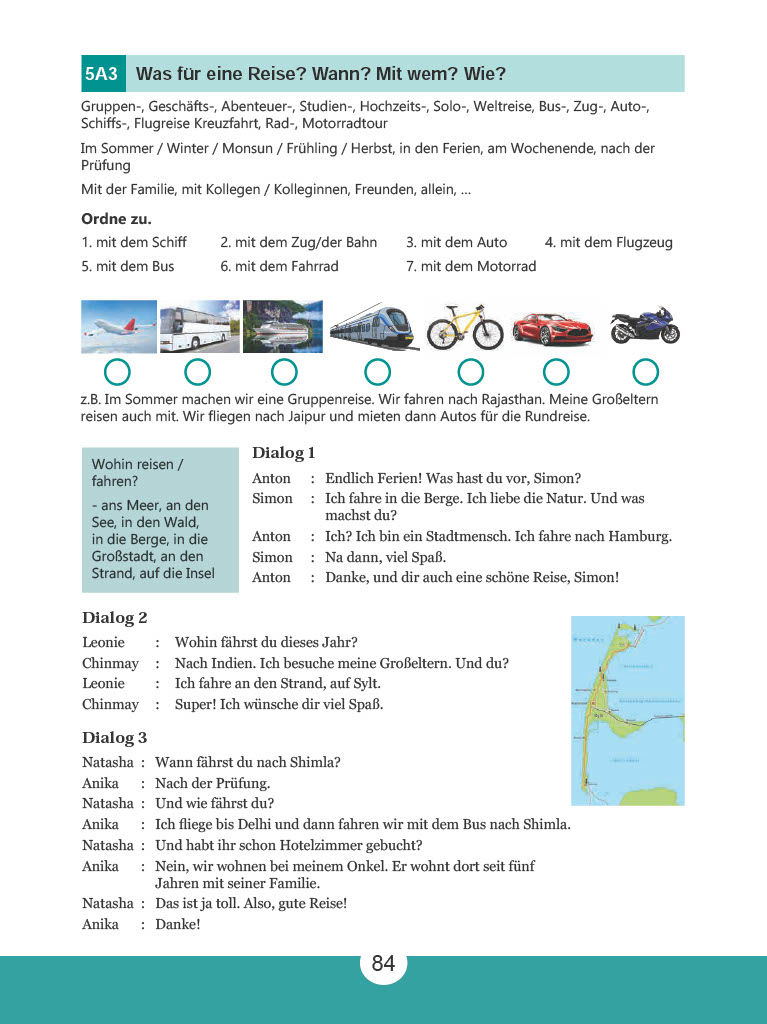 5A3 Was für eine Reise? Wann? Mit wem? Wie?
Gruppen-, Geschäfts-, Abenteuer-, Studien-, Hochzeits-, Solo-, Weltreise, Bus-, Zug-, Auto-,
Schiffs-, Flugreise Kreuzfahrt, Rad-, Motorradtour
Im Sommer / Winter / Monsun / Frühling / Herbst, in den Ferien, am Wochenende, nach der
Prüfung
Mit der Familie, mit Kollegen / Kolleginnen, Freunden, allein, ...
Ordne zu.
1. mit dem Schiff 2. mit dem Zug/der Bahn 3. mit dem Auto 4. mit dem Flugzeug
5. mit dem Bus 6. mit dem Fahrrad 7. mit dem Motorrad
z.B. Im Sommer machen wir eine Gruppenreise. Wir fahren nach Rajasthan. Meine Großeltern
reisen auch mit. Wir fliegen nach Jaipur und mieten dann Autos für die Rundreise.
Wohin reisen /
fahren?
- ans Meer, an den
See, in den Wald,
in die Berge, in die
Großstadt, an den
Strand, auf die Insel
Dialog 1
Anton : Endlich Ferien! Was hast du vor, Simon?
Simon : Ich fahre in die Berge. Ich liebe die Natur. Und was
machst du?
Anton : Ich? Ich bin ein Stadtmensch. Ich fahre nach Hamburg.
Simon : Na dann, viel Spaß.
Anton : Danke, und dir auch eine schöne Reise, Simon!
Dialog 2
Leonie : Wohin fährst du dieses Jahr?
Chinmay : Nach Indien. Ich besuche meine Großeltern. Und du?
Leonie : Ich fahre an den Strand, auf Sylt.
Chinmay : Super! Ich wünsche dir viel Spaß.
Sylt
Dialog 3
Natasha : Wann fährst du nach Shimla?
Anika : Nach der Prüfung.
Natasha : Und wie fährst du?
Anika : Ich fliege bis Delhi und dann fahren wir mit dem Bus nach Shimla.
Natasha : Und habt ihr schon Hotelzimmer gebucht?
Anika : Nein, wir wohnen bei meinem Onkel. Er wohnt dort seit fünf
Jahren mit seiner Familie.
Natasha : Das ist ja toll. Also, gute Reise!
Anika : Danke!
84